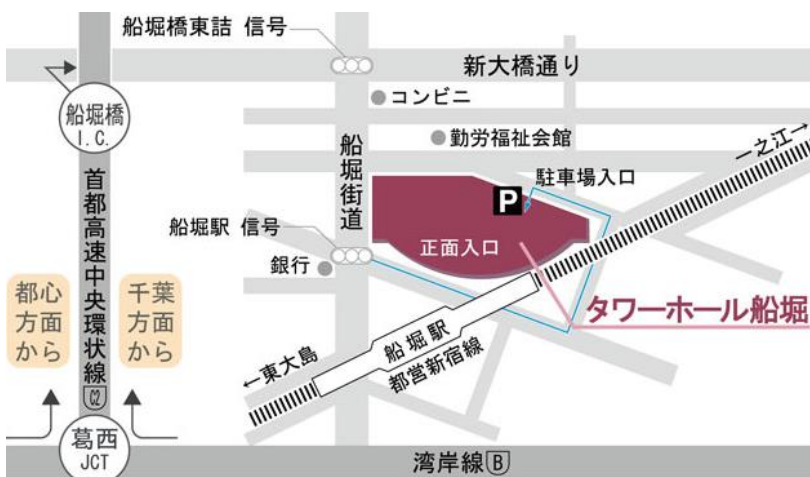 船堀橋東詰 信号
新大橋通り
コンビニ
船堀橋
I.C.
勤労福祉会館
一之江→
船堀街道
駐車場入口
P
首都高速中央環状線
C2
船堀駅 信号
正面入口
銀行
都心
方面
から
千葉
方面
から
タワーホール船堀
船堀駅
都営新宿線
←東大島
葛西
JCT
湾岸線 B